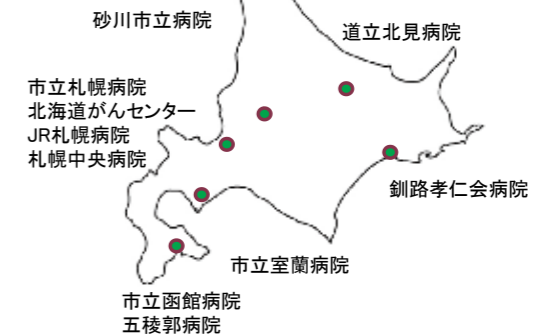 砂川市立病院
道立北見病院
市立札幌病院
北海道がんセンター
JR札幌病院
札幌中央病院
釧路孝仁会病院
市立室蘭病院
市立函館病院
五稜郭病院